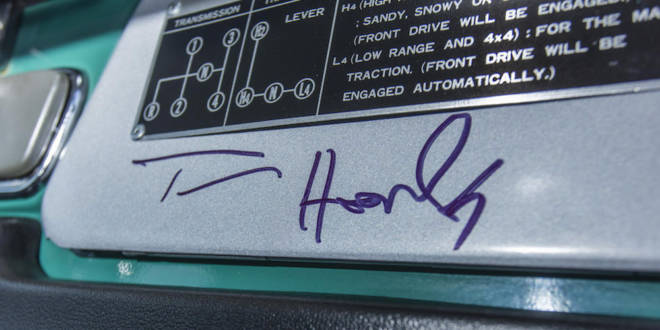 TRANSMISSION
LEVER
1 3 H2
N
R 2 4 H4 N L4
H4 (HIGH
; SANDY, SNOWY OR
(FRONT DRIVE WILL BE ENGAGED
L4 (LOW RANGE AND 4x4) : FOR THE MA
TRACTION. (FRONT DRIVE WILL BE
ENGAGED AUTOMATICALLY.)